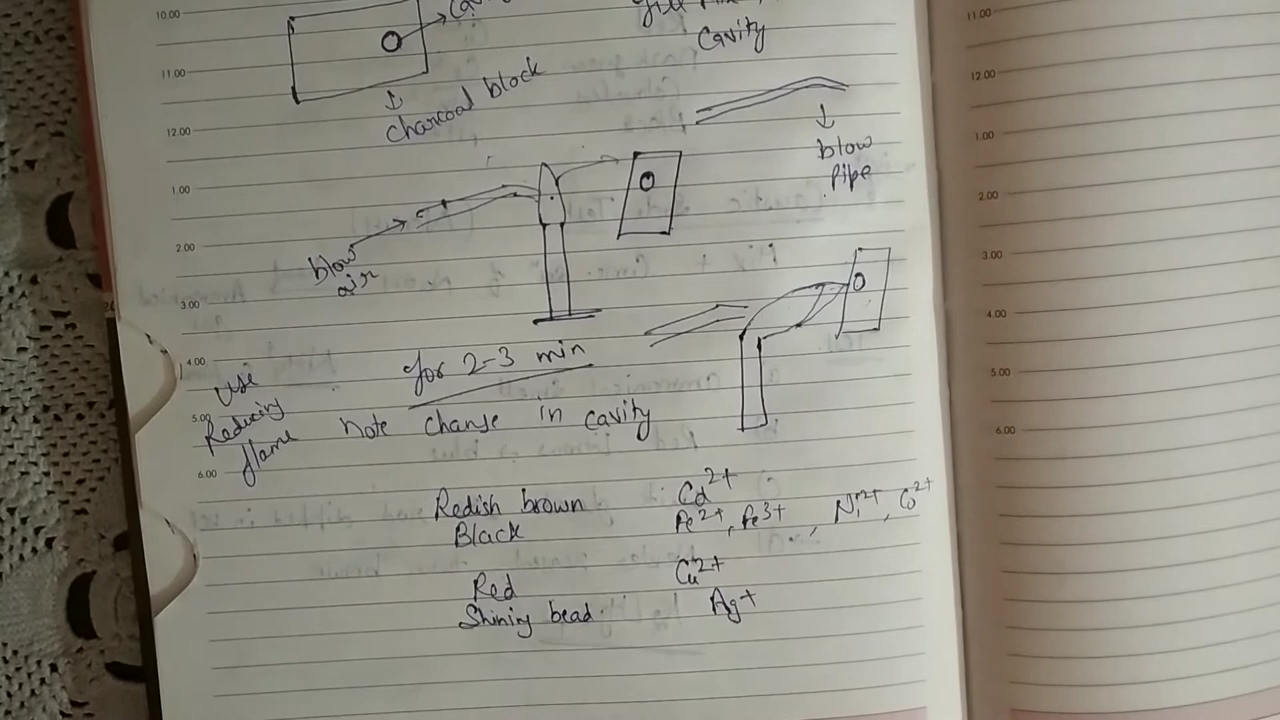 10.00
11.00
12.00
1.00
2.00
3.00
4.00
5.00
6.00
Cavity
charcoal block
blow
Pipe
blow
air
Use
Reducing
flame
for 2-3 min
Note change in cavity
Redish brown Cd2+
Black Fe2+, Fe3+, Ni2+, Co2+
Red Cu2+
Shining bead Ag+
11.00
12.00
1.00
2.00
3.00
4.00
5.00
6.00